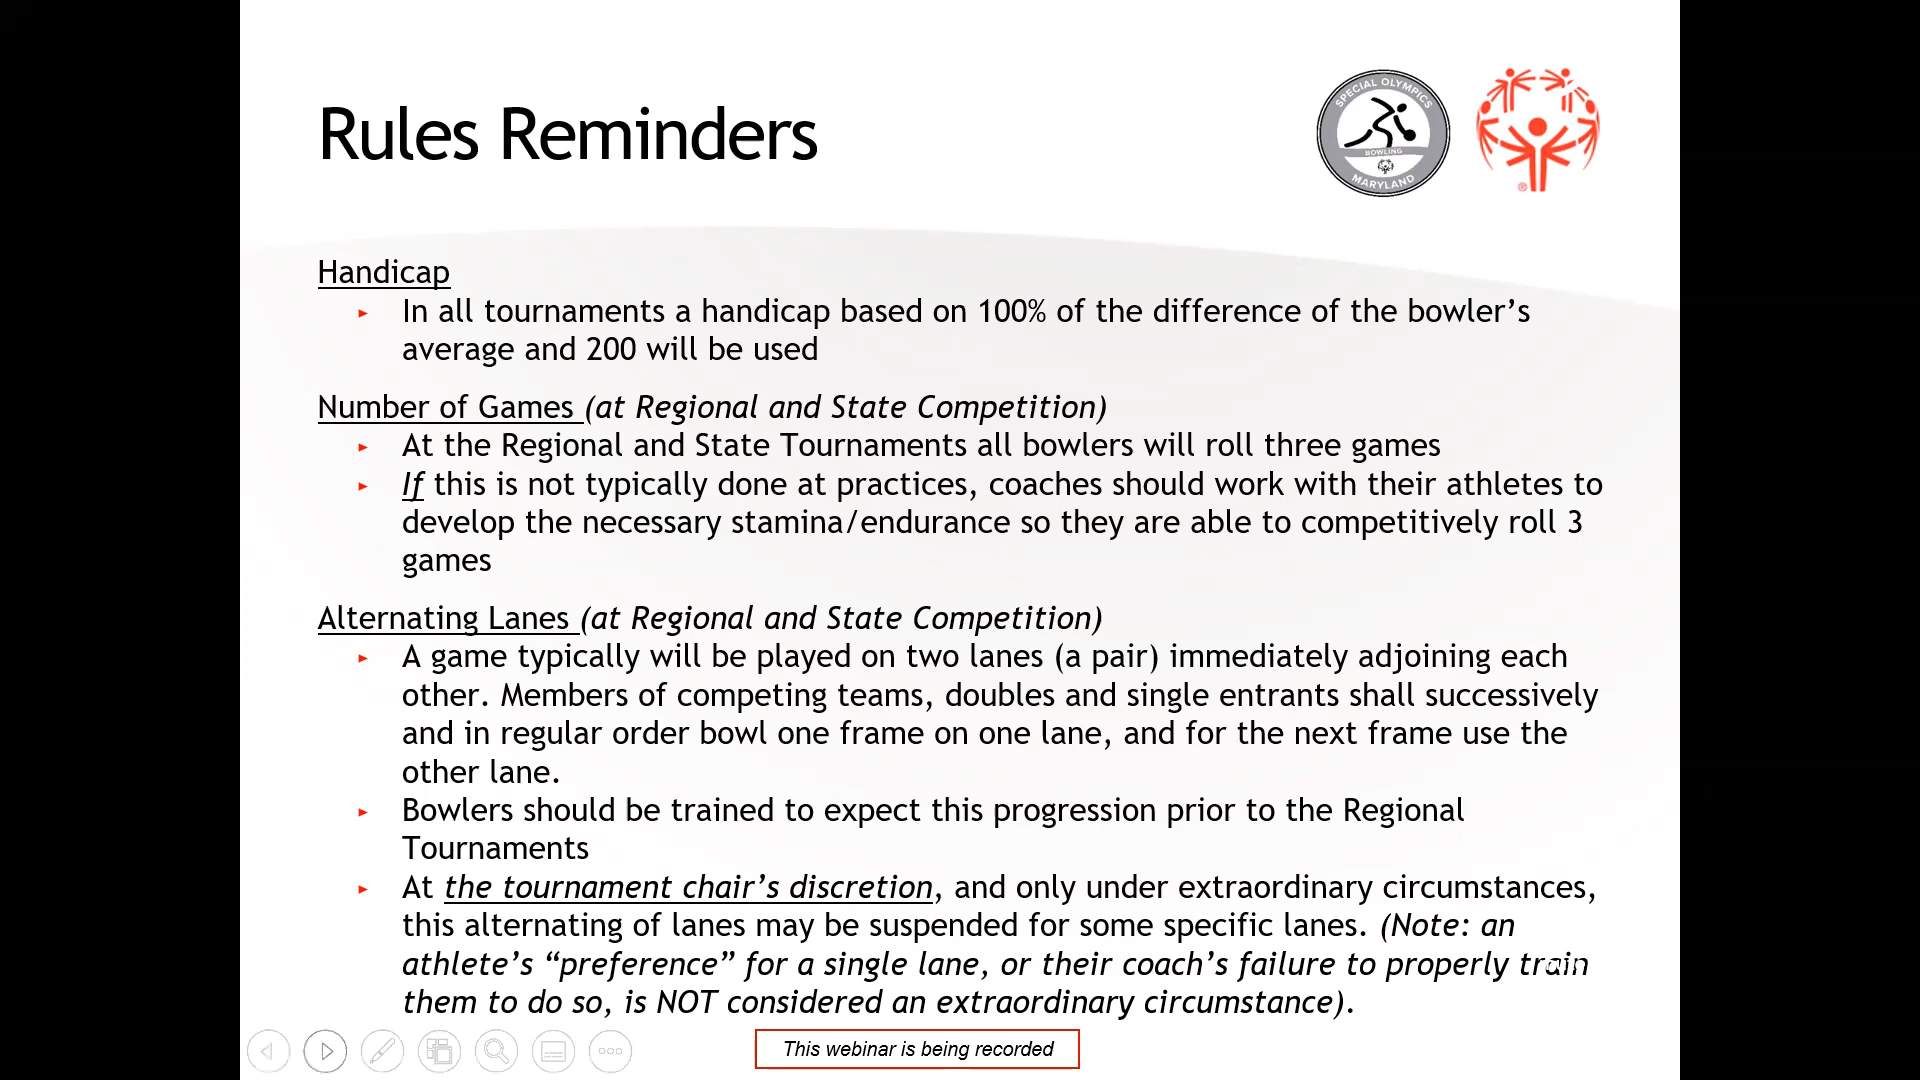 Rules Reminders
SPECIAL OLYMPICS
BOWLING
MARYLAND
®
Handicap
In all tournaments a handicap based on 100% of the difference of the bowler’s
average and 200 will be used
Number of Games (at Regional and State Competition)
At the Regional and State Tournaments all bowlers will roll three games
If this is not typically done at practices, coaches should work with their athletes to
develop the necessary stamina/endurance so they are able to competitively roll 3
games
Alternating Lanes (at Regional and State Competition)
A game typically will be played on two lanes (a pair) immediately adjoining each
other. Members of competing teams, doubles and single entrants shall successively
and in regular order bowl one frame on one lane, and for the next frame use the
other lane.
Bowlers should be trained to expect this progression prior to the Regional
Tournaments
At the tournament chair’s discretion, and only under extraordinary circumstances,
this alternating of lanes may be suspended for some specific lanes. (Note: an
athlete’s “preference” for a single lane, or their coach’s failure to properly train
them to do so, is NOT considered an extraordinary circumstance).
This webinar is being recorded